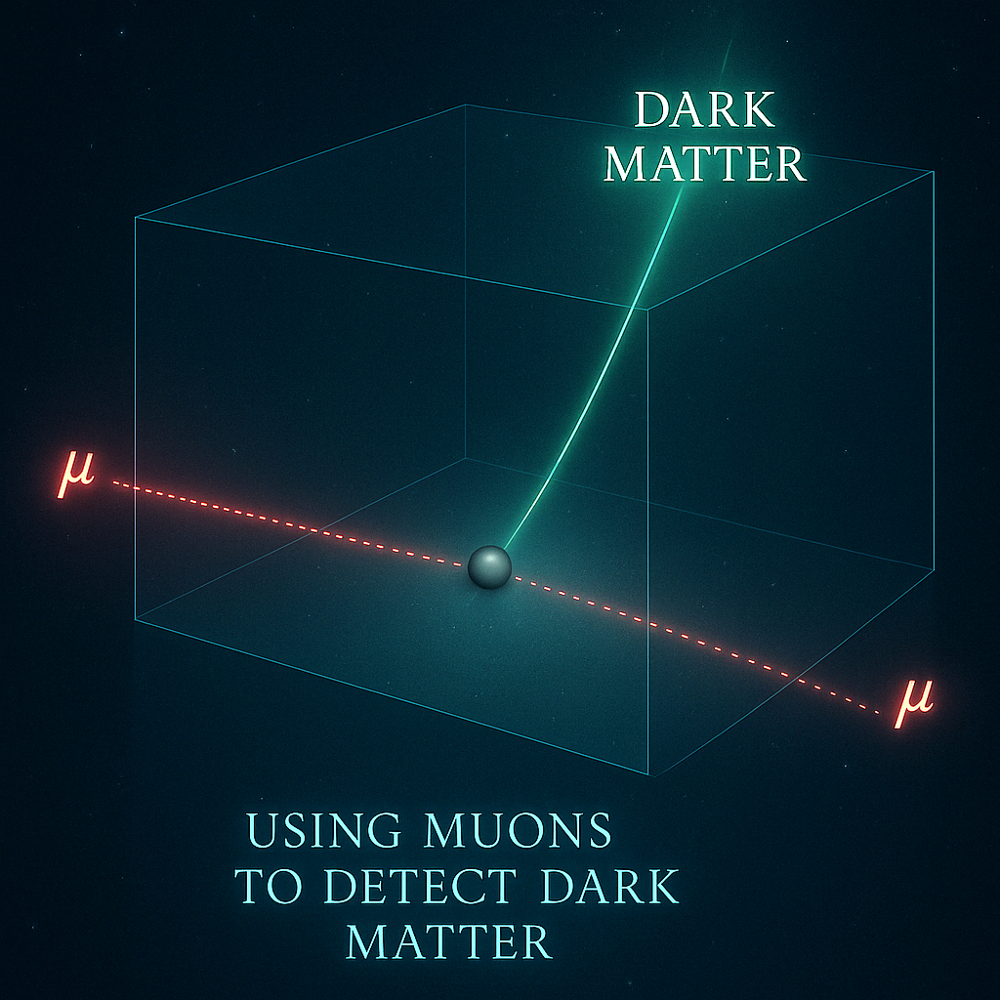 DARK
MATTER
μ
μ
USING MUONS
TO DETECT DARK
MATTER